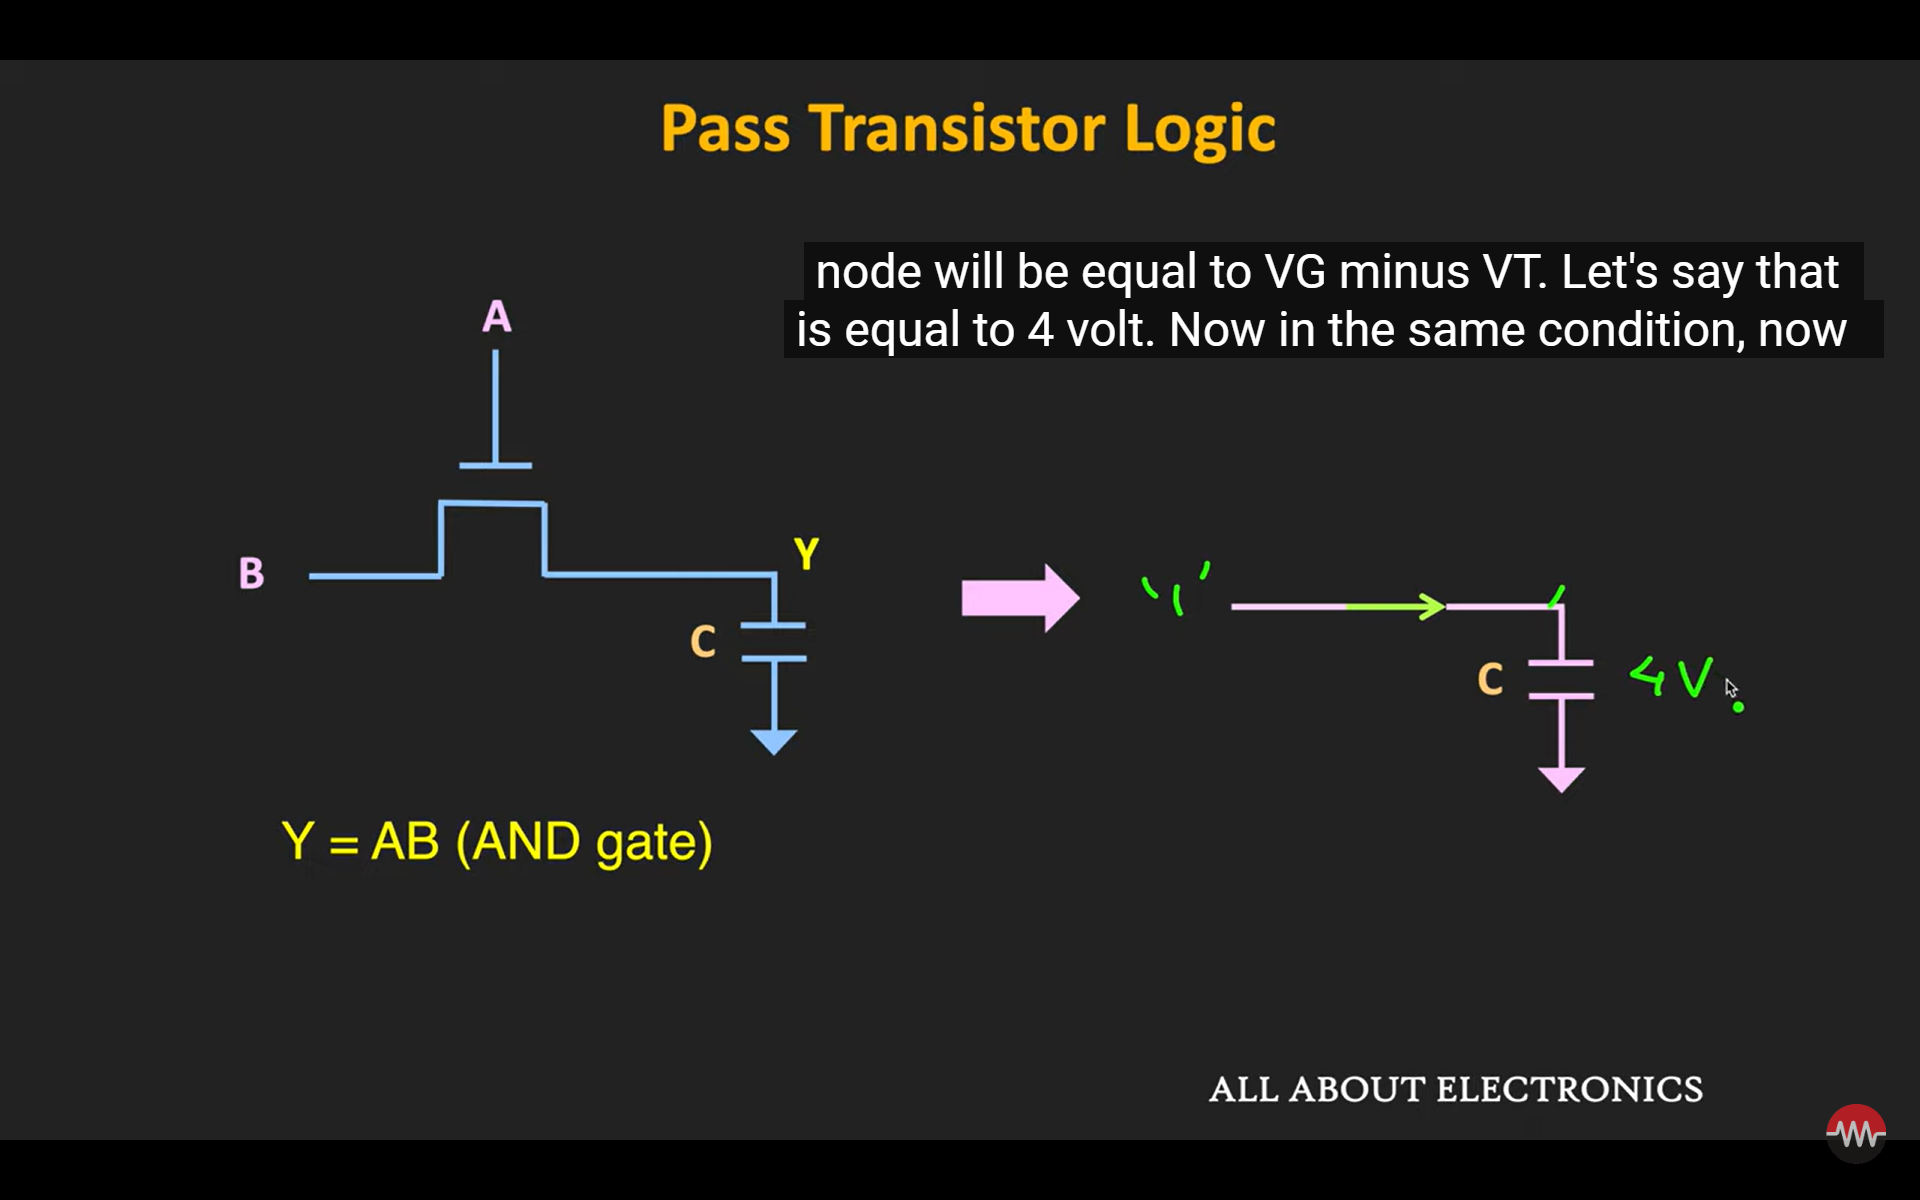 Pass Transistor Logic
node will be equal to VG minus VT. Let's say that
is equal to 4 volt. Now in the same condition, now
A
B
Y
C
'1'
C
4V
Y = AB (AND gate)
ALL ABOUT ELECTRONICS